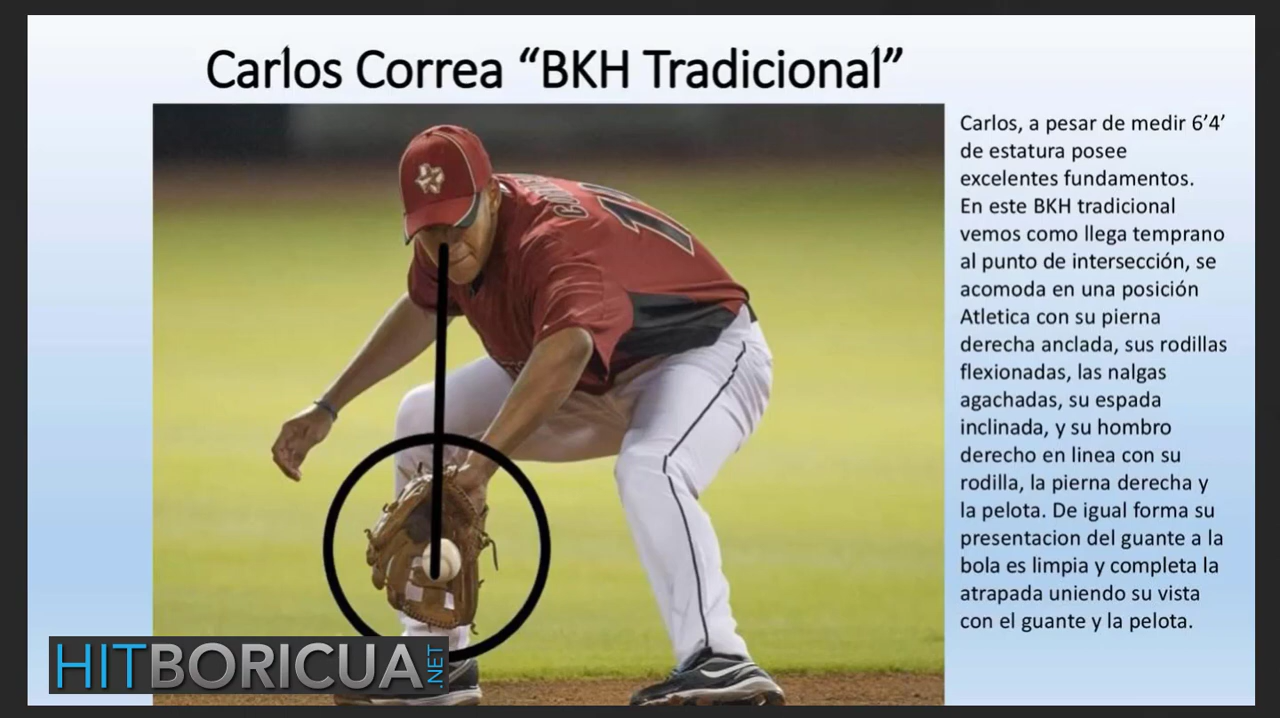 Carlos Correa “BKH Tradicional”
Carlos, a pesar de medir 6’4’
de estatura posee
excelentes fundamentos.
En este BKH tradicional
vemos como llega temprano
al punto de intersección, se
acomoda en una posición
Atletica con su pierna
derecha anclada, sus rodillas
flexionadas, las nalgas
agachadas, su espada
inclinada, y su hombro
derecho en linea con su
rodilla, la pierna derecha y
la pelota. De igual forma su
presentacion del guante a la
bola es limpia y completa la
atrapada uniendo su vista
con el guante y la pelota.
HITBORICUA.NET